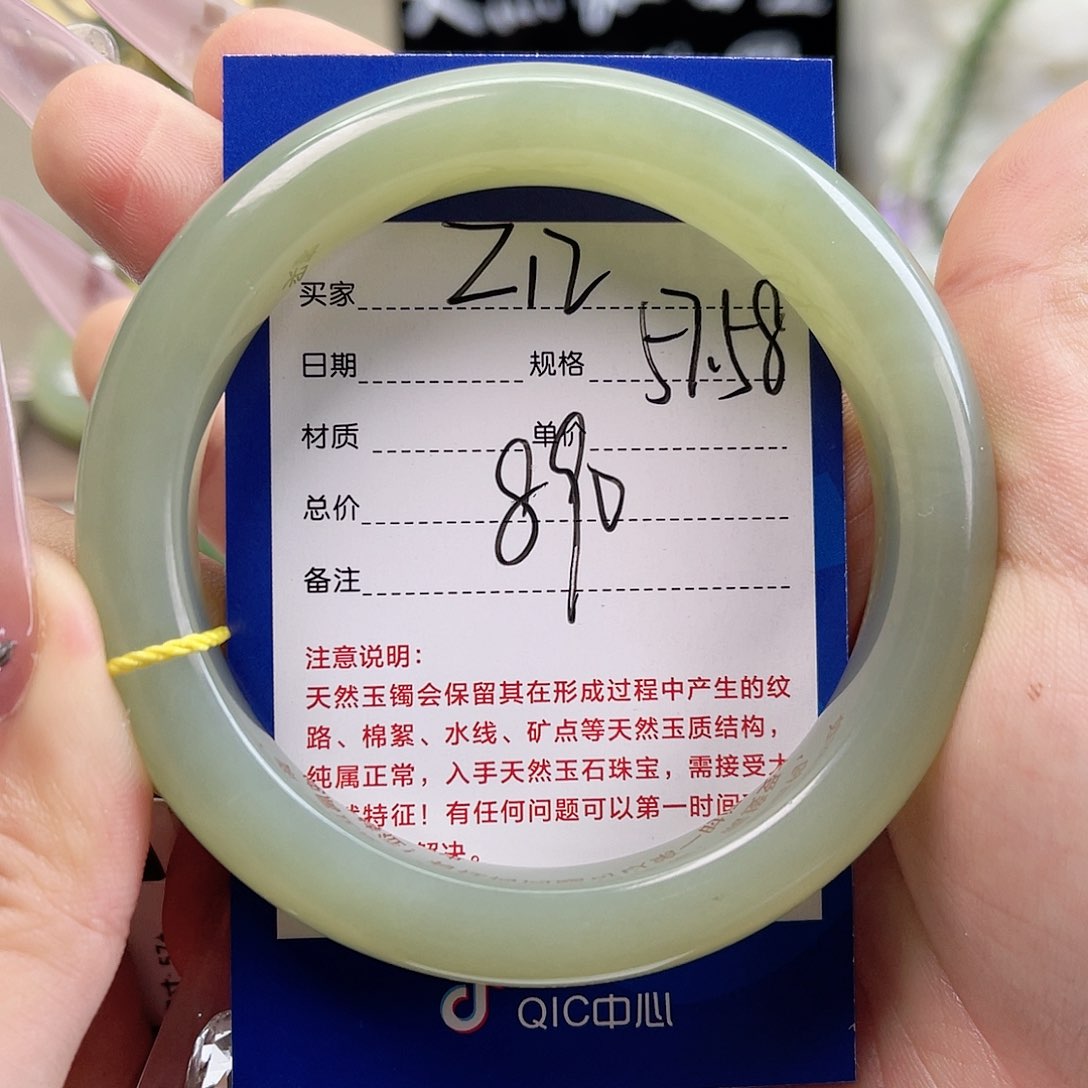 买家 Z12
57.58
日期 规格
材质 单价
890
总价
备注
注意说明：
天然玉镯会保留其在形成过程中产生的纹
路、棉絮、水线、矿点等天然玉质结构，
纯属正常，入手天然玉石珠宝，需接受
特征！有任何问题可以第一时间
解决。
QIC中心